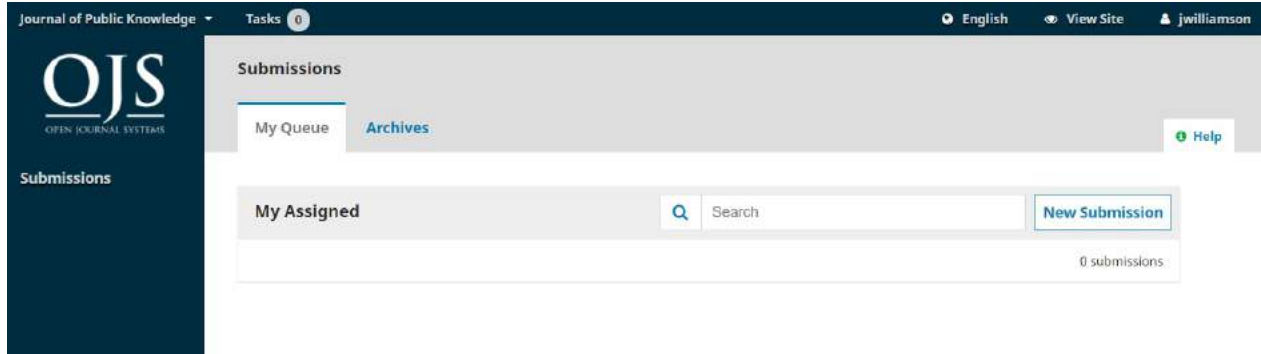 Journal of Public Knowledge Tasks 0 English View Site jwilliamson
OJS
OPEN JOURNAL SYSTEMS
Submissions
Submissions
My Queue Archives
Help
My Assigned Search New Submission
0 submissions